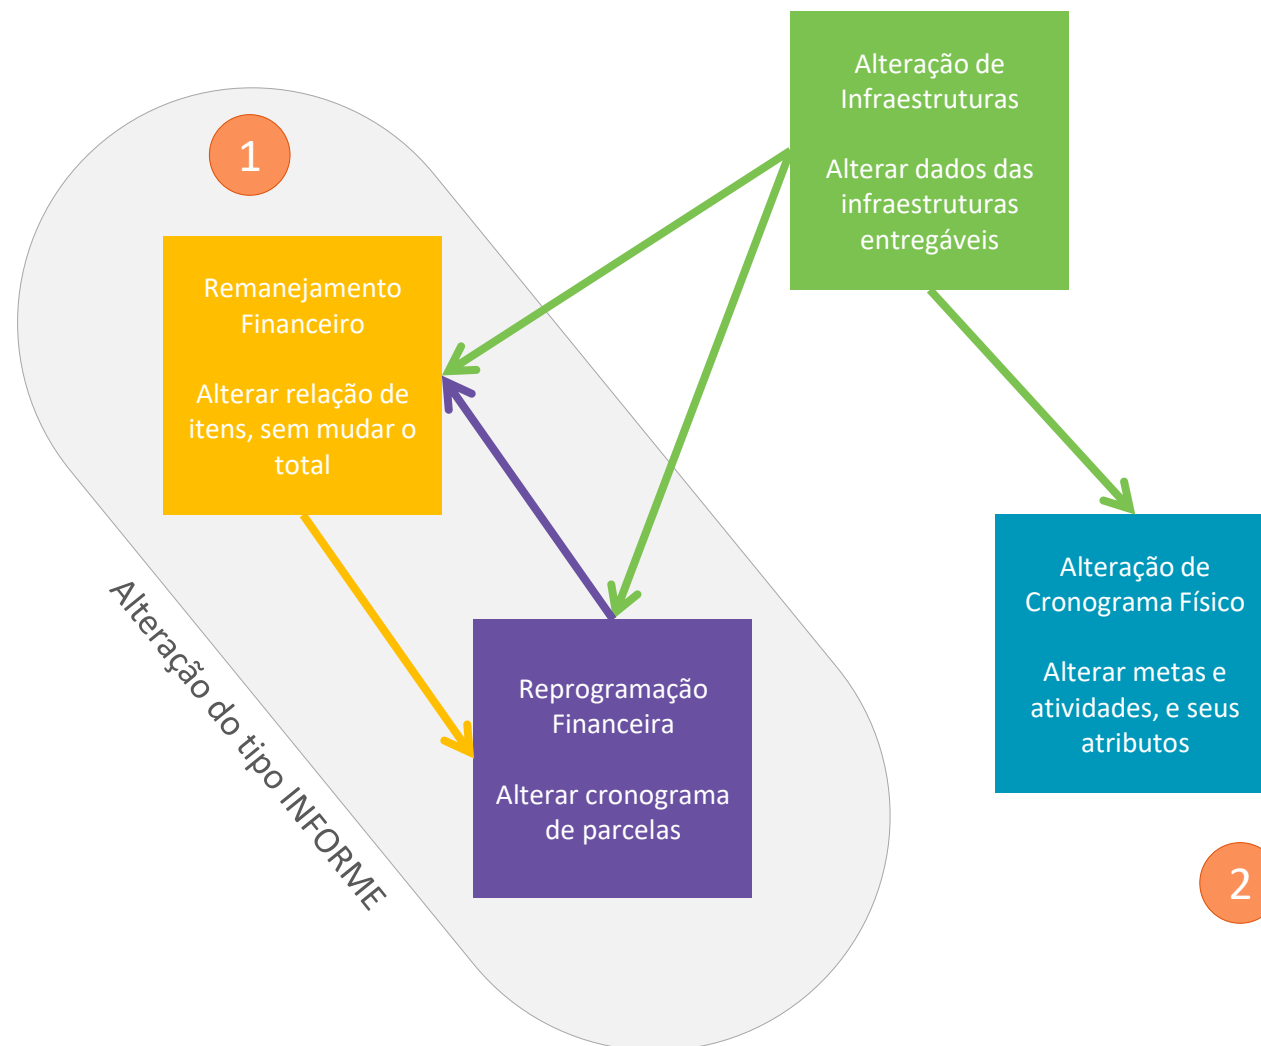 Alteração de
Infraestruturas
Alterar dados das
infraestruturas
entregáveis
1
Remanejamento
Financeiro
Alterar relação de
itens, sem mudar o
total
Alteração do tipo INFORME
Reprogramação
Financeira
Alterar cronograma
de parcelas
Alteração de
Cronograma Físico
Alterar metas e
atividades, e seus
atributos
2